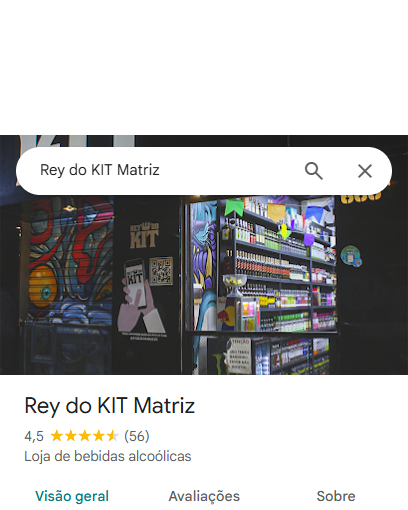 Rey do KIT Matriz
REY DO
KIT
KIT
Rey do KIT Matriz
4,5 (56)
Loja de bebidas alcoólicas
Visão geral
Avaliações
Sobre